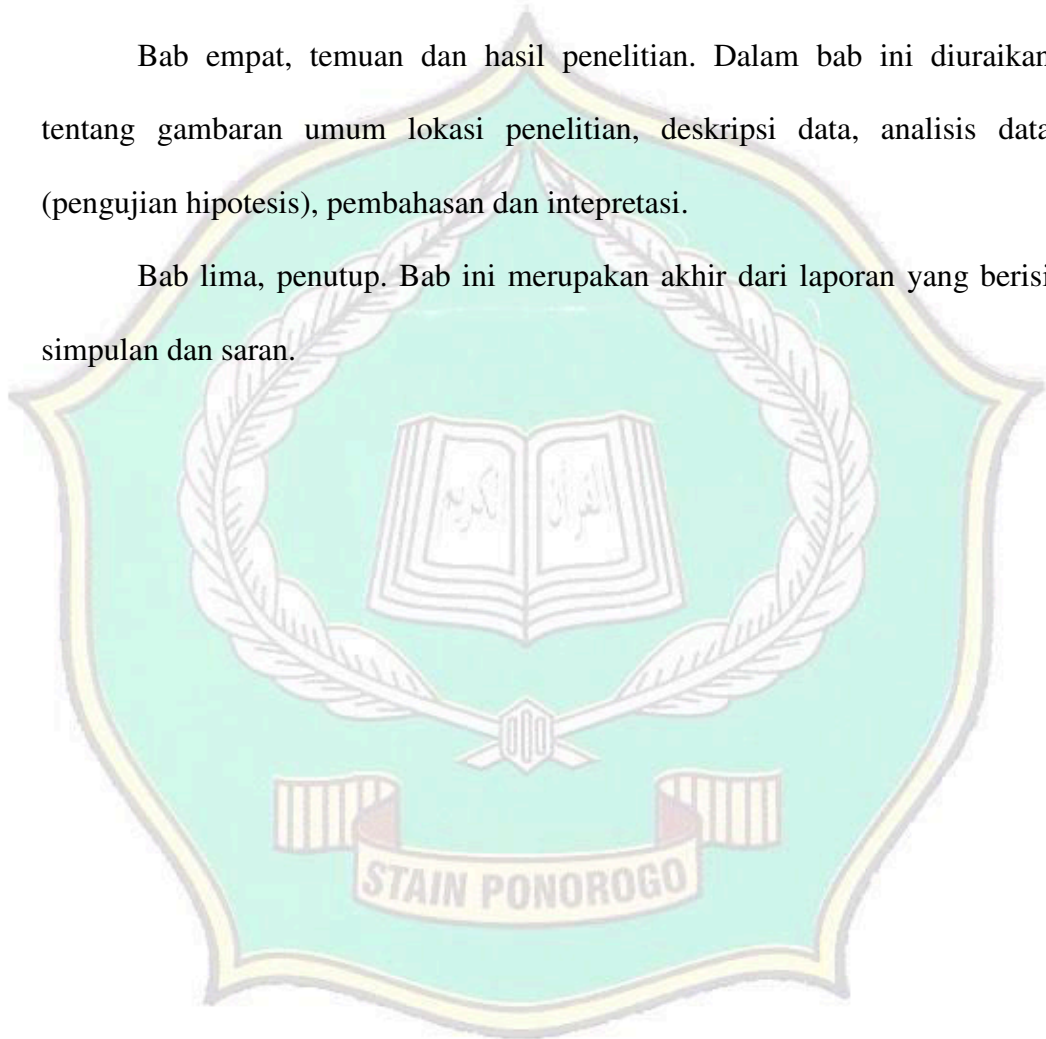 Bab empat, temuan dan hasil penelitian. Dalam bab ini diuraikan
tentang gambaran umum lokasi penelitian, deskripsi data, analisis data
(pengujian hipotesis), pembahasan dan intepretasi.
Bab lima, penutup. Bab ini merupakan akhir dari laporan yang berisi
simpulan dan saran.
القرآن الكريم
STAIN PONOROGO